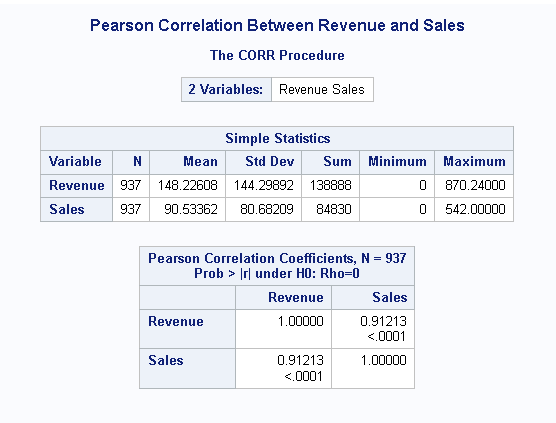 Pearson Correlation Between Revenue and Sales
The CORR Procedure
2 Variables: Revenue Sales
Simple Statistics
Variable N Mean Std Dev Sum Minimum Maximum
Revenue 937 148.22608 144.29892 138888 0 870.24000
Sales 937 90.53362 80.68209 84830 0 542.00000
Pearson Correlation Coefficients, N = 937
Prob > |r| under H0: Rho=0
Revenue Sales
Revenue 1.00000 0.91213
<.0001
Sales 0.91213 1.00000
<.0001